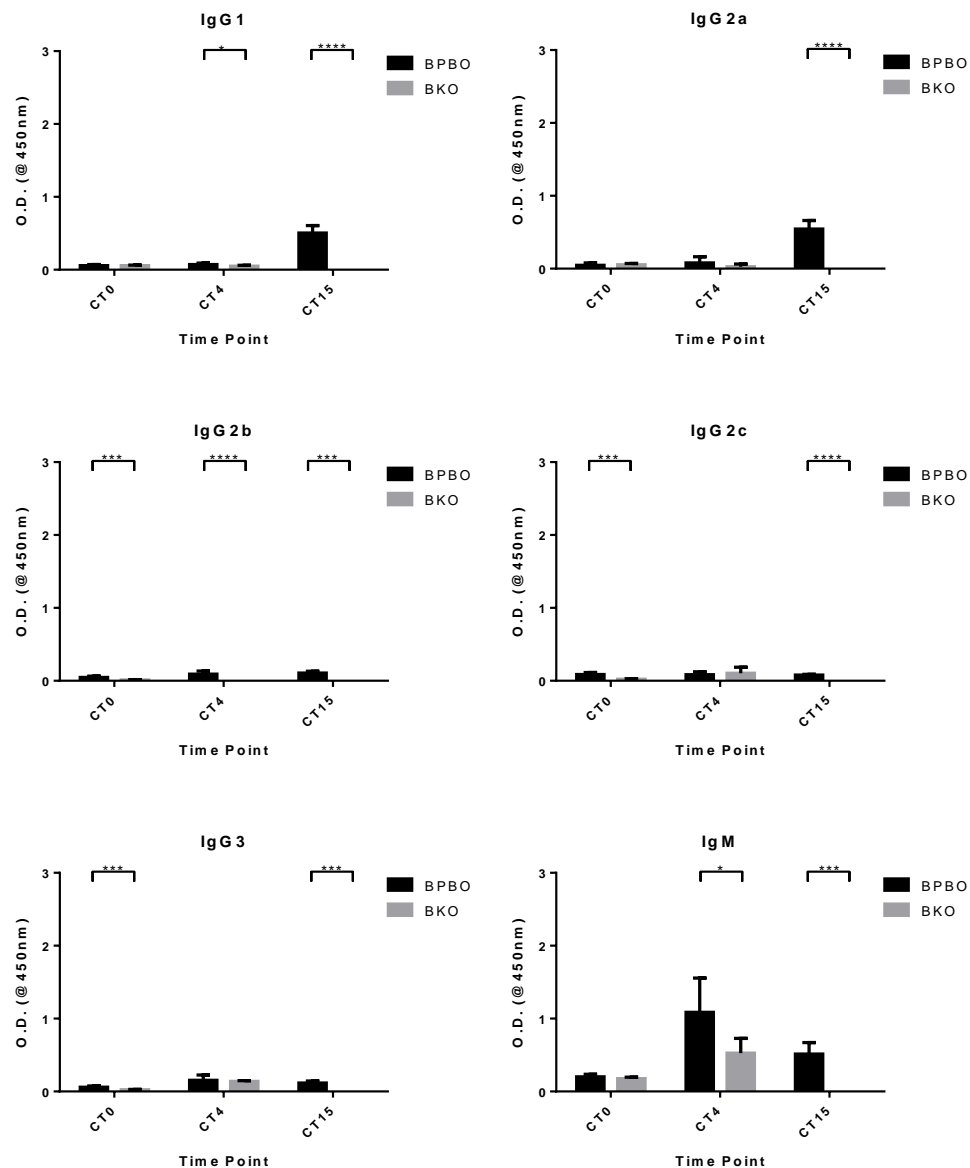 IgG1
* ****
3
2
1
0
O.D. (@450nm)
BPBO
BKO
CT0 CT4 CT15
Time Point
IgG2a
****
3
2
1
0
O.D. (@450nm)
BPBO
BKO
CT0 CT4 CT15
Time Point
IgG2b
*** **** ***
3
2
1
0
O.D. (@450nm)
BPBO
BKO
CT0 CT4 CT15
Time Point
IgG2c
*** ****
3
2
1
0
O.D. (@450nm)
BPBO
BKO
CT0 CT4 CT15
Time Point
IgG3
*** ***
3
2
1
0
O.D. (@450nm)
BPBO
BKO
CT0 CT4 CT15
Time Point
IgM
* ***
3
2
1
0
O.D. (@450nm)
BPBO
BKO
CT0 CT4 CT15
Time Point